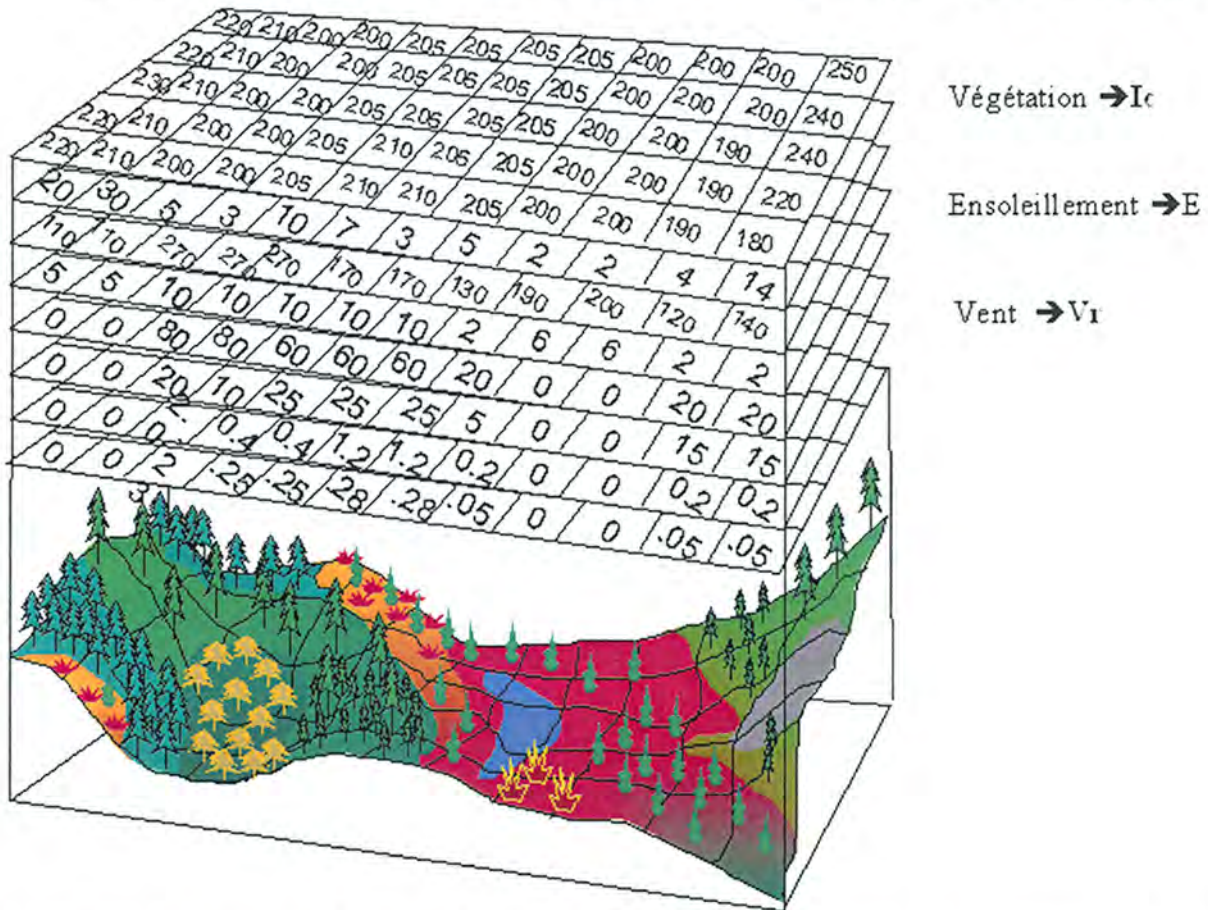 220 210 200 200 205 205 205 205 200 200 200 250
220 210 200 200 205 205 205 205 200 200 200 240
230 210 200 200 205 205 205 205 200 200 190 240
220 210 200 200 205 210 205 205 200 200 190 220
220 210 200 200 205 210 210 205 200 200 190 180
20 30 5 3 10 7 3 5 2 2 4 14
110 10 270 270 270 170 170 130 190 200 120 140
5 5 10 10 10 10 10 2 6 6 2 2
0 0 80 80 60 60 60 20 0 0 20 20
0 0 20 10 25 25 25 5 0 0 15 15
0 0 0.4 0.4 1.2 1.2 0.2 0 0 0.2 0.2
0 0 2 .25 .25 .28 .28 .05 0 0 .05 .05
3
Végétation ➔Ic
Ensoleillement ➔E
Vent ➔Vr